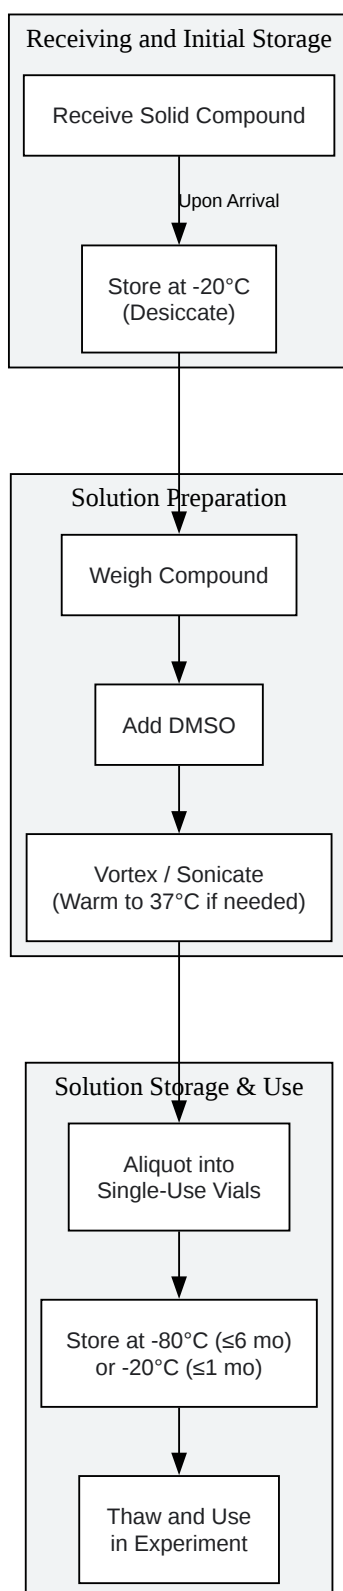 Receiving and Initial Storage
Receive Solid Compound
Upon Arrival
Store at -20°C
(Desiccate)
Solution Preparation
Weigh Compound
Add DMSO
Vortex / Sonicate
(Warm to 37°C if needed)
Solution Storage & Use
Aliquot into
Single-Use Vials
Store at -80°C (≤6 mo)
or -20°C (≤1 mo)
Thaw and Use
in Experiment